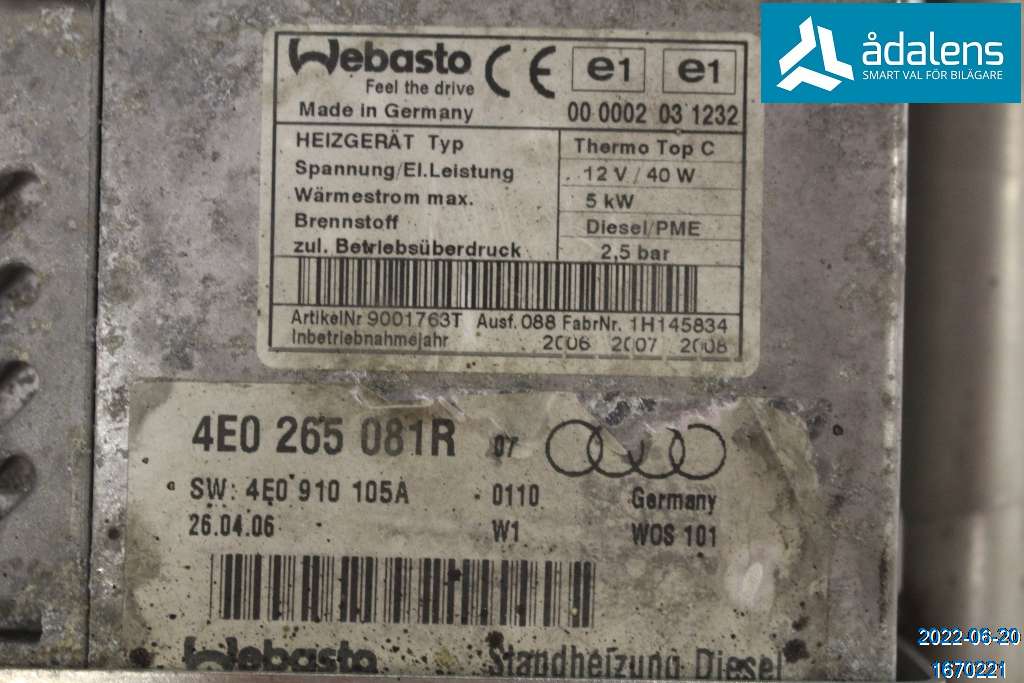 Webasto
Feel the drive
Made in Germany
CE e1 e1
00 0002 03 1232
HEIZGERÄT Typ Thermo Top C
Spannung/El.Leistung 12 V / 40 W
Wärmestrom max. 5 kW
Brennstoff Diesel/PME
zul. Betriebsüberdruck 2,5 bar
ArtikelNr 9001763T Ausf. 088 FabrNr. 1H145834
Inbetriebnahmejahr 2006 2007 2008
4E0 265 081R 07
SW: 4E0 910 105A 0110 Germany
26.04.06 W1 WOS 101
Webasto Standheizung Diesel
ådalens
SMART VAL FÖR BILÄGARE
2022-06-20
1670221